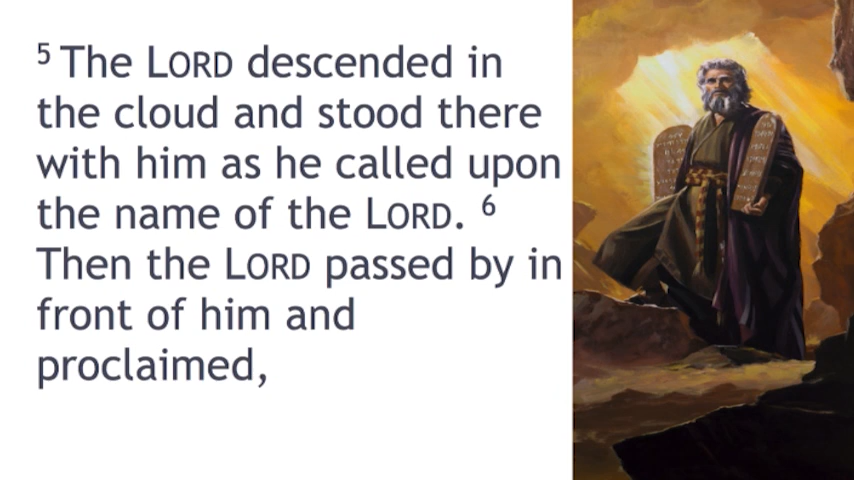 5 The LORD descended in
the cloud and stood there
with him as he called upon
the name of the LORD. 6
Then the LORD passed by in
front of him and
proclaimed,